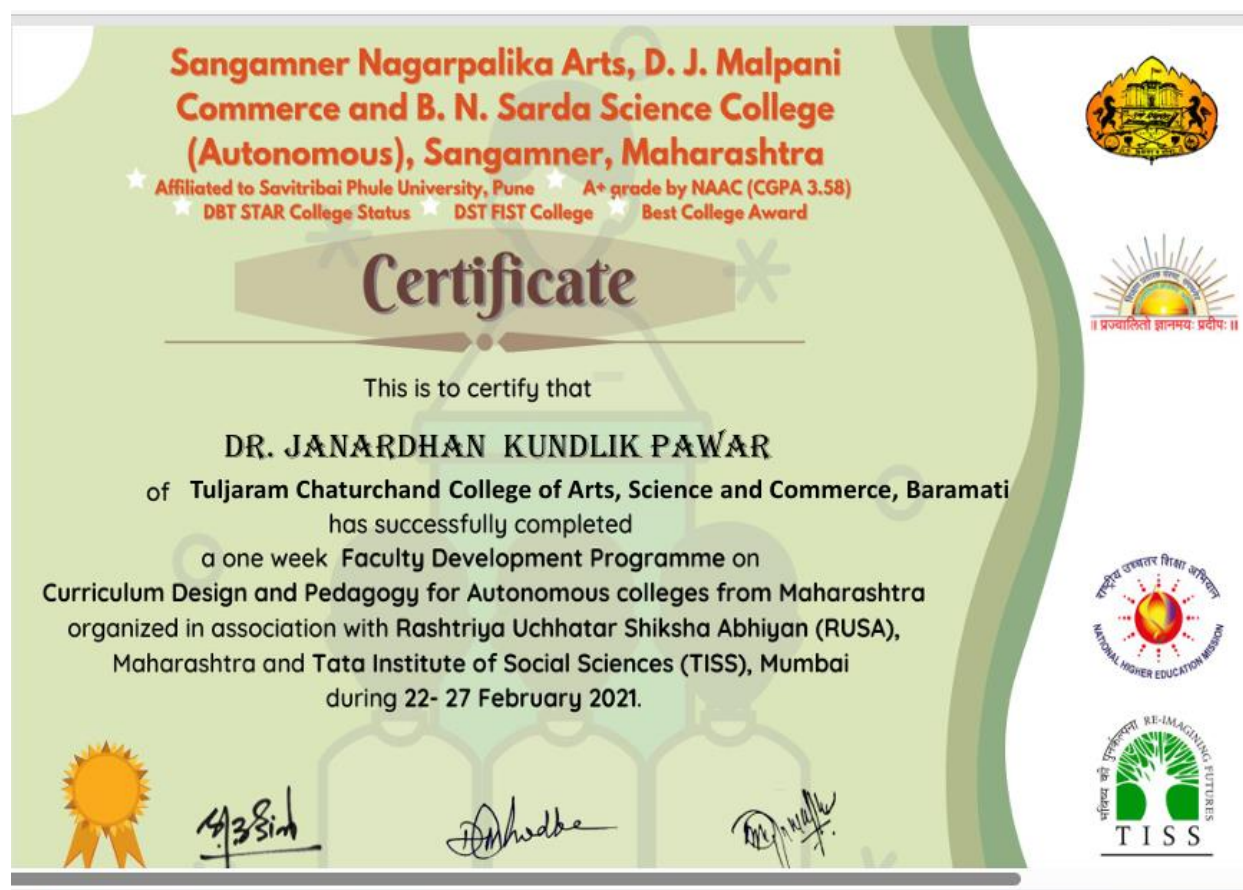 Sangamner Nagarpalika Arts, D. J. Malpani
Commerce and B. N. Sarda Science College
(Autonomous), Sangamner, Maharashtra
Affiliated to Savitribai Phule University, Pune A+ grade by NAAC (CGPA 3.58)
DBT STAR College Status DST FIST College Best College Award
Certificate
This is to certify that
DR. JANARDHAN KUNDLIK PAWAR
of Tuljaram Chaturchand College of Arts, Science and Commerce, Baramati
has successfully completed
a one week Faculty Development Programme on
Curriculum Design and Pedagogy for Autonomous colleges from Maharashtra
organized in association with Rashtriya Uchhatar Shiksha Abhiyan (RUSA),
Maharashtra and Tata Institute of Social Sciences (TISS), Mumbai
during 22- 27 February 2021.
॥ प्रज्वालितो ज्ञानमयः प्रदीपः ॥
राष्ट्रीय उच्चतर शिक्षा अभियान
NATIONAL HIGHER EDUCATION MISSION
भविष्य की पुनर्कल्पना RE-IMAGINING FUTURES
TISS